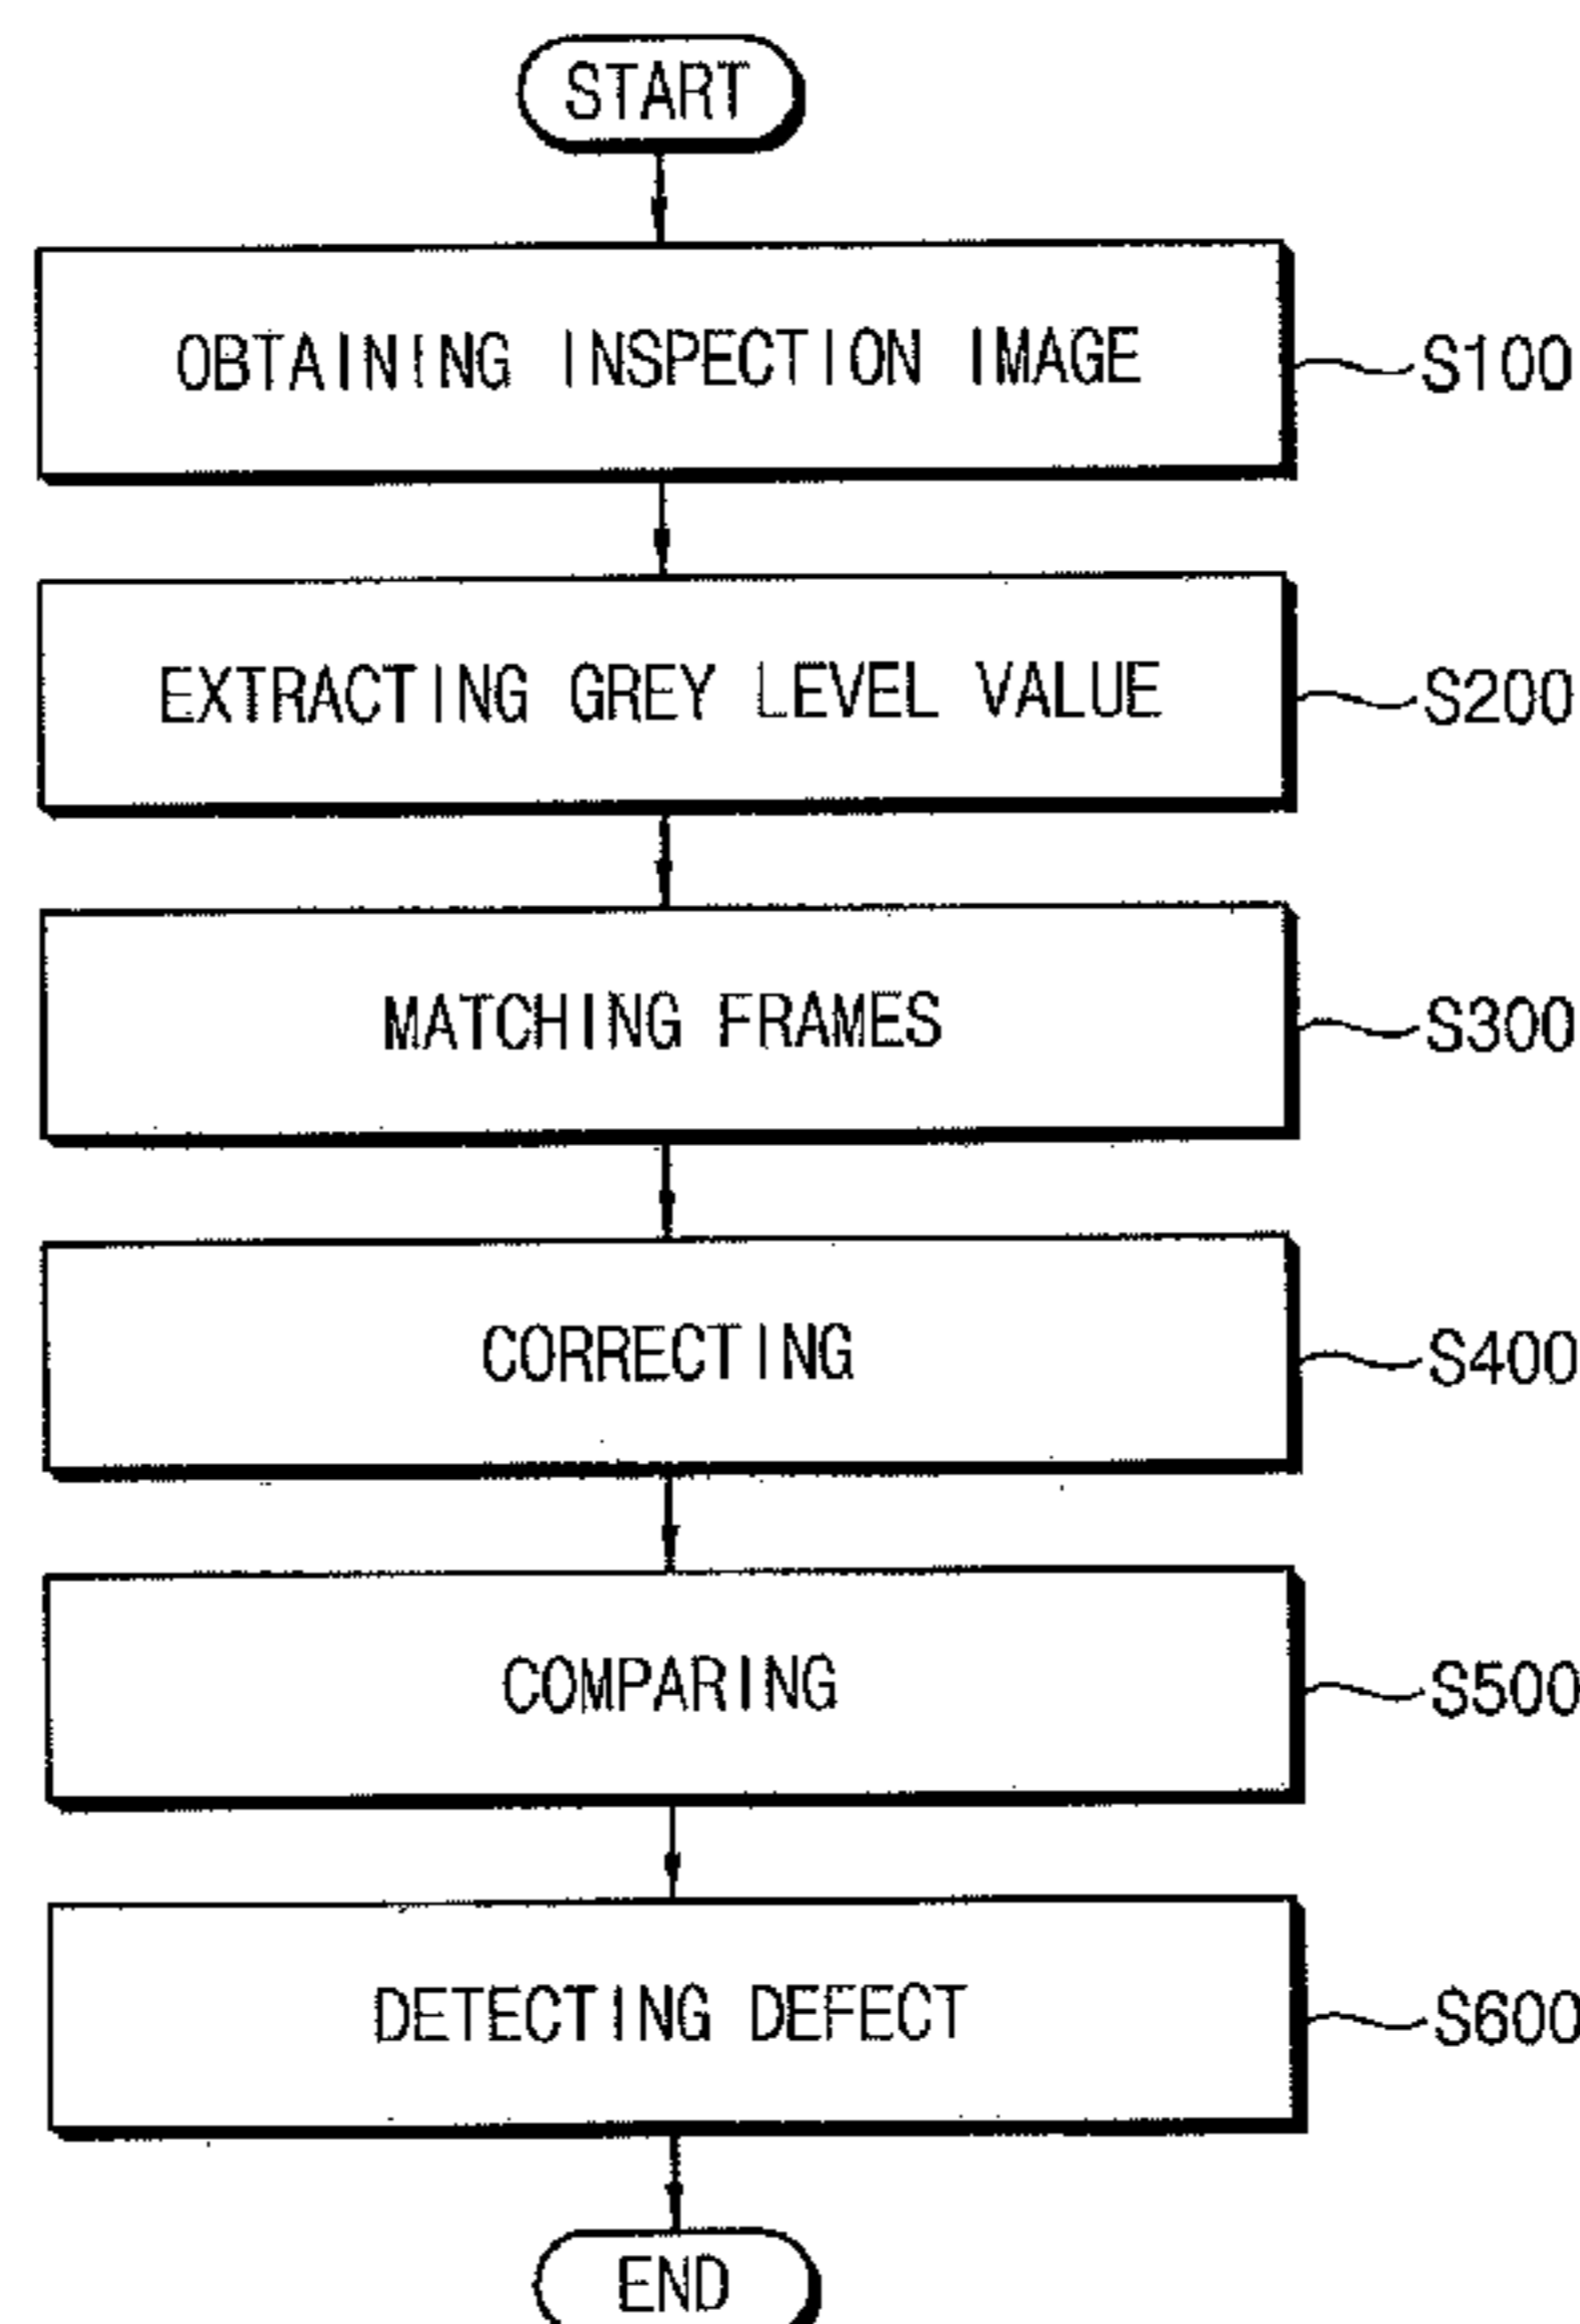 START
OBTAINING INSPECTION IMAGE
S100
EXTRACTING GREY LEVEL VALUE
S200
MATCHING FRAMES
S300
CORRECTING
S400
COMPARING
S500
DETECTING DEFECT
S600
END